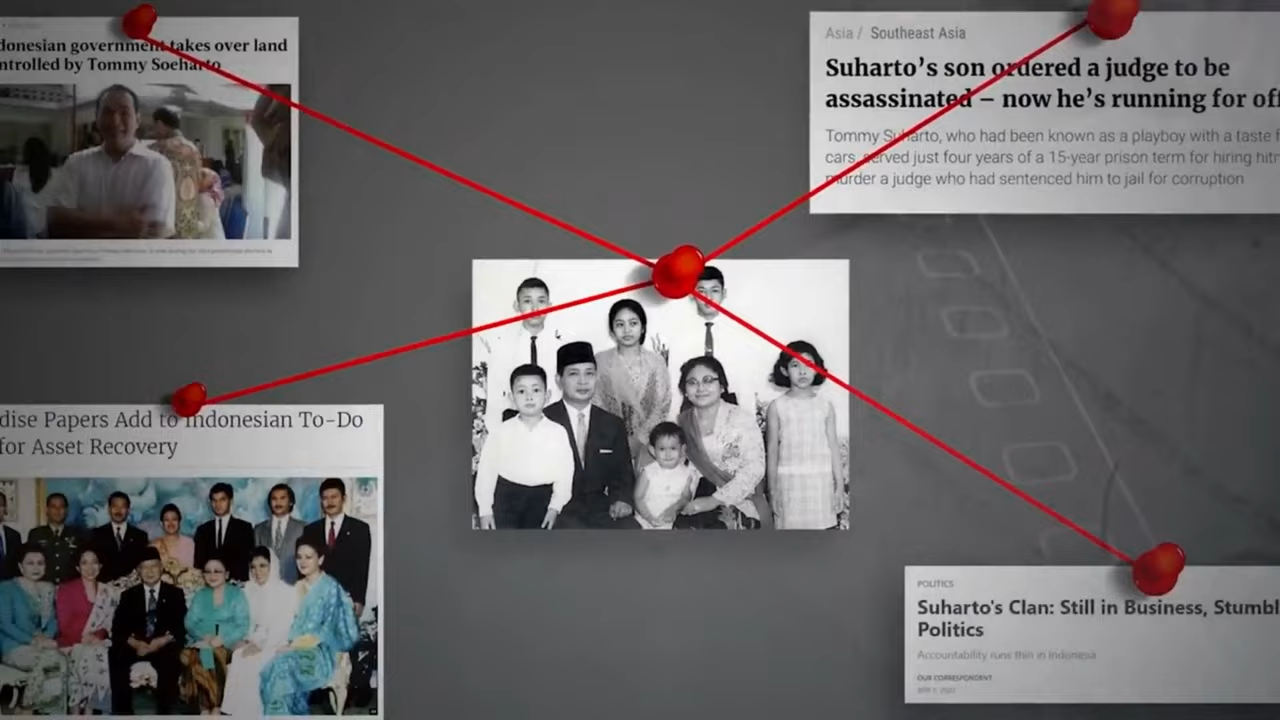 donesian government takes over land
ntrolled by Tommy Soeharto
Asia / Southeast Asia
Suharto's son ordered a judge to be
assassinated – now he's running for off
Tommy Suharto, who had been known as a playboy with a taste f
cars, served just four years of a 15-year prison term for hiring hitm
murder a judge who had sentenced him to jail for corruption
dise Papers Add to Indonesian To-Do
for Asset Recovery
POLITICS
Suharto's Clan: Still in Business, Stumbl
Politics
Accountability runs thin in Indonesia
OUR CORRESPONDENT